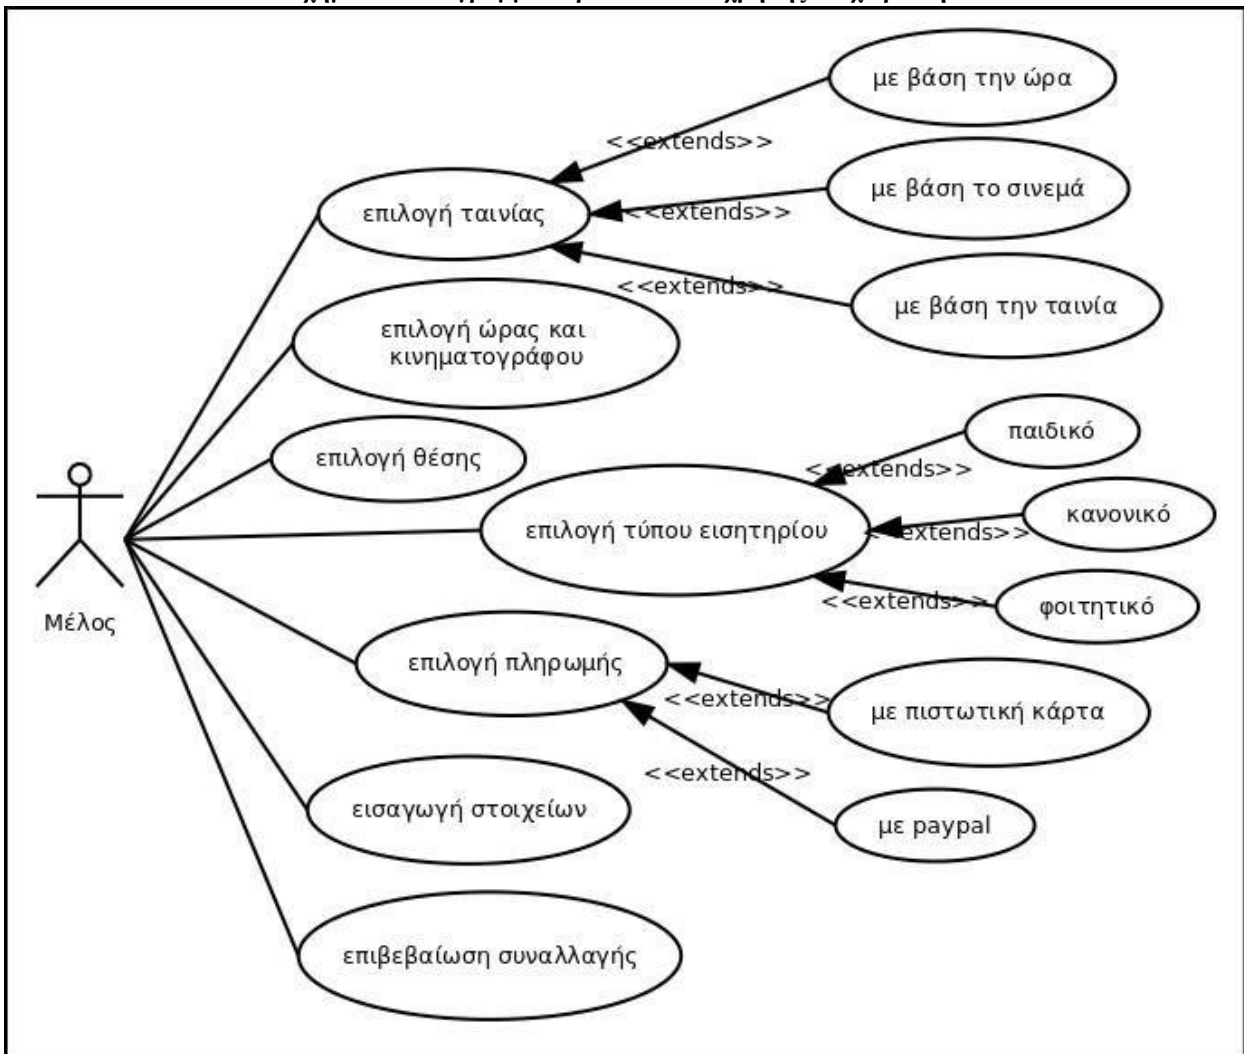 με βάση την ώρα
<<extends>>
με βάση το σινεμά
επιλογή ταινίας
<<extends>>
<<extends>>
με βάση την ταινία
επιλογή ώρας και
κινηματογράφου
παιδικό
επιλογή θέσης
<<extends>>
κανονικό
επιλογή τύπου εισητηρίου
<<extends>>
<<extends>>
φοιτητικό
Μέλος
επιλογή πληρωμής
<<extends>>
με πιστωτική κάρτα
<<extends>>
εισαγωγή στοιχείων
με paypal
επιβεβαίωση συναλλαγής